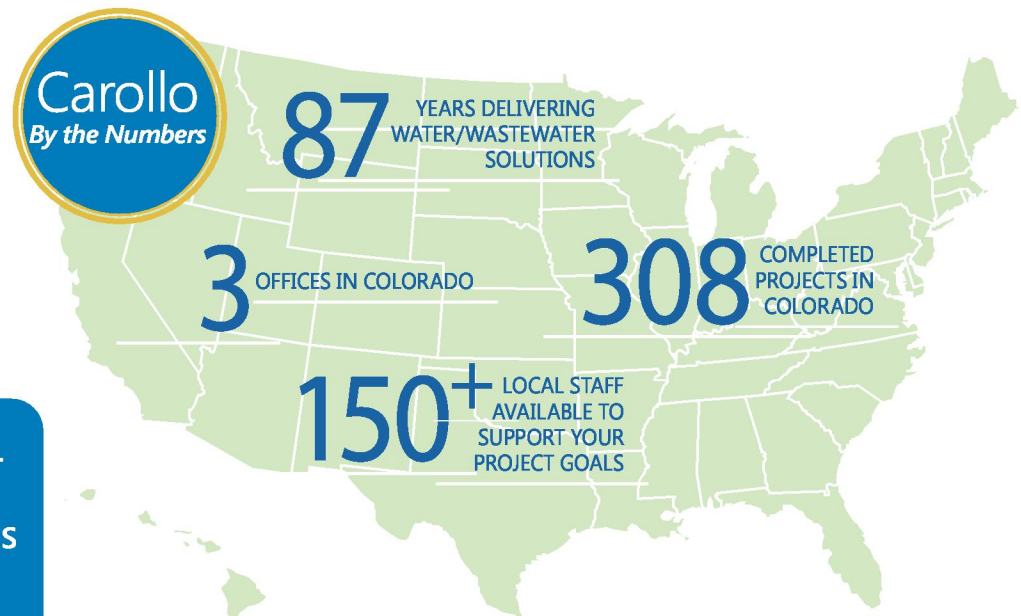 Carollo
By the Numbers
87
YEARS DELIVERING
WATER/WASTEWATER
SOLUTIONS
3
OFFICES IN COLORADO
308
COMPLETED
PROJECTS IN
COLORADO
150+
LOCAL STAFF
AVAILABLE TO
SUPPORT YOUR
PROJECT GOALS
s